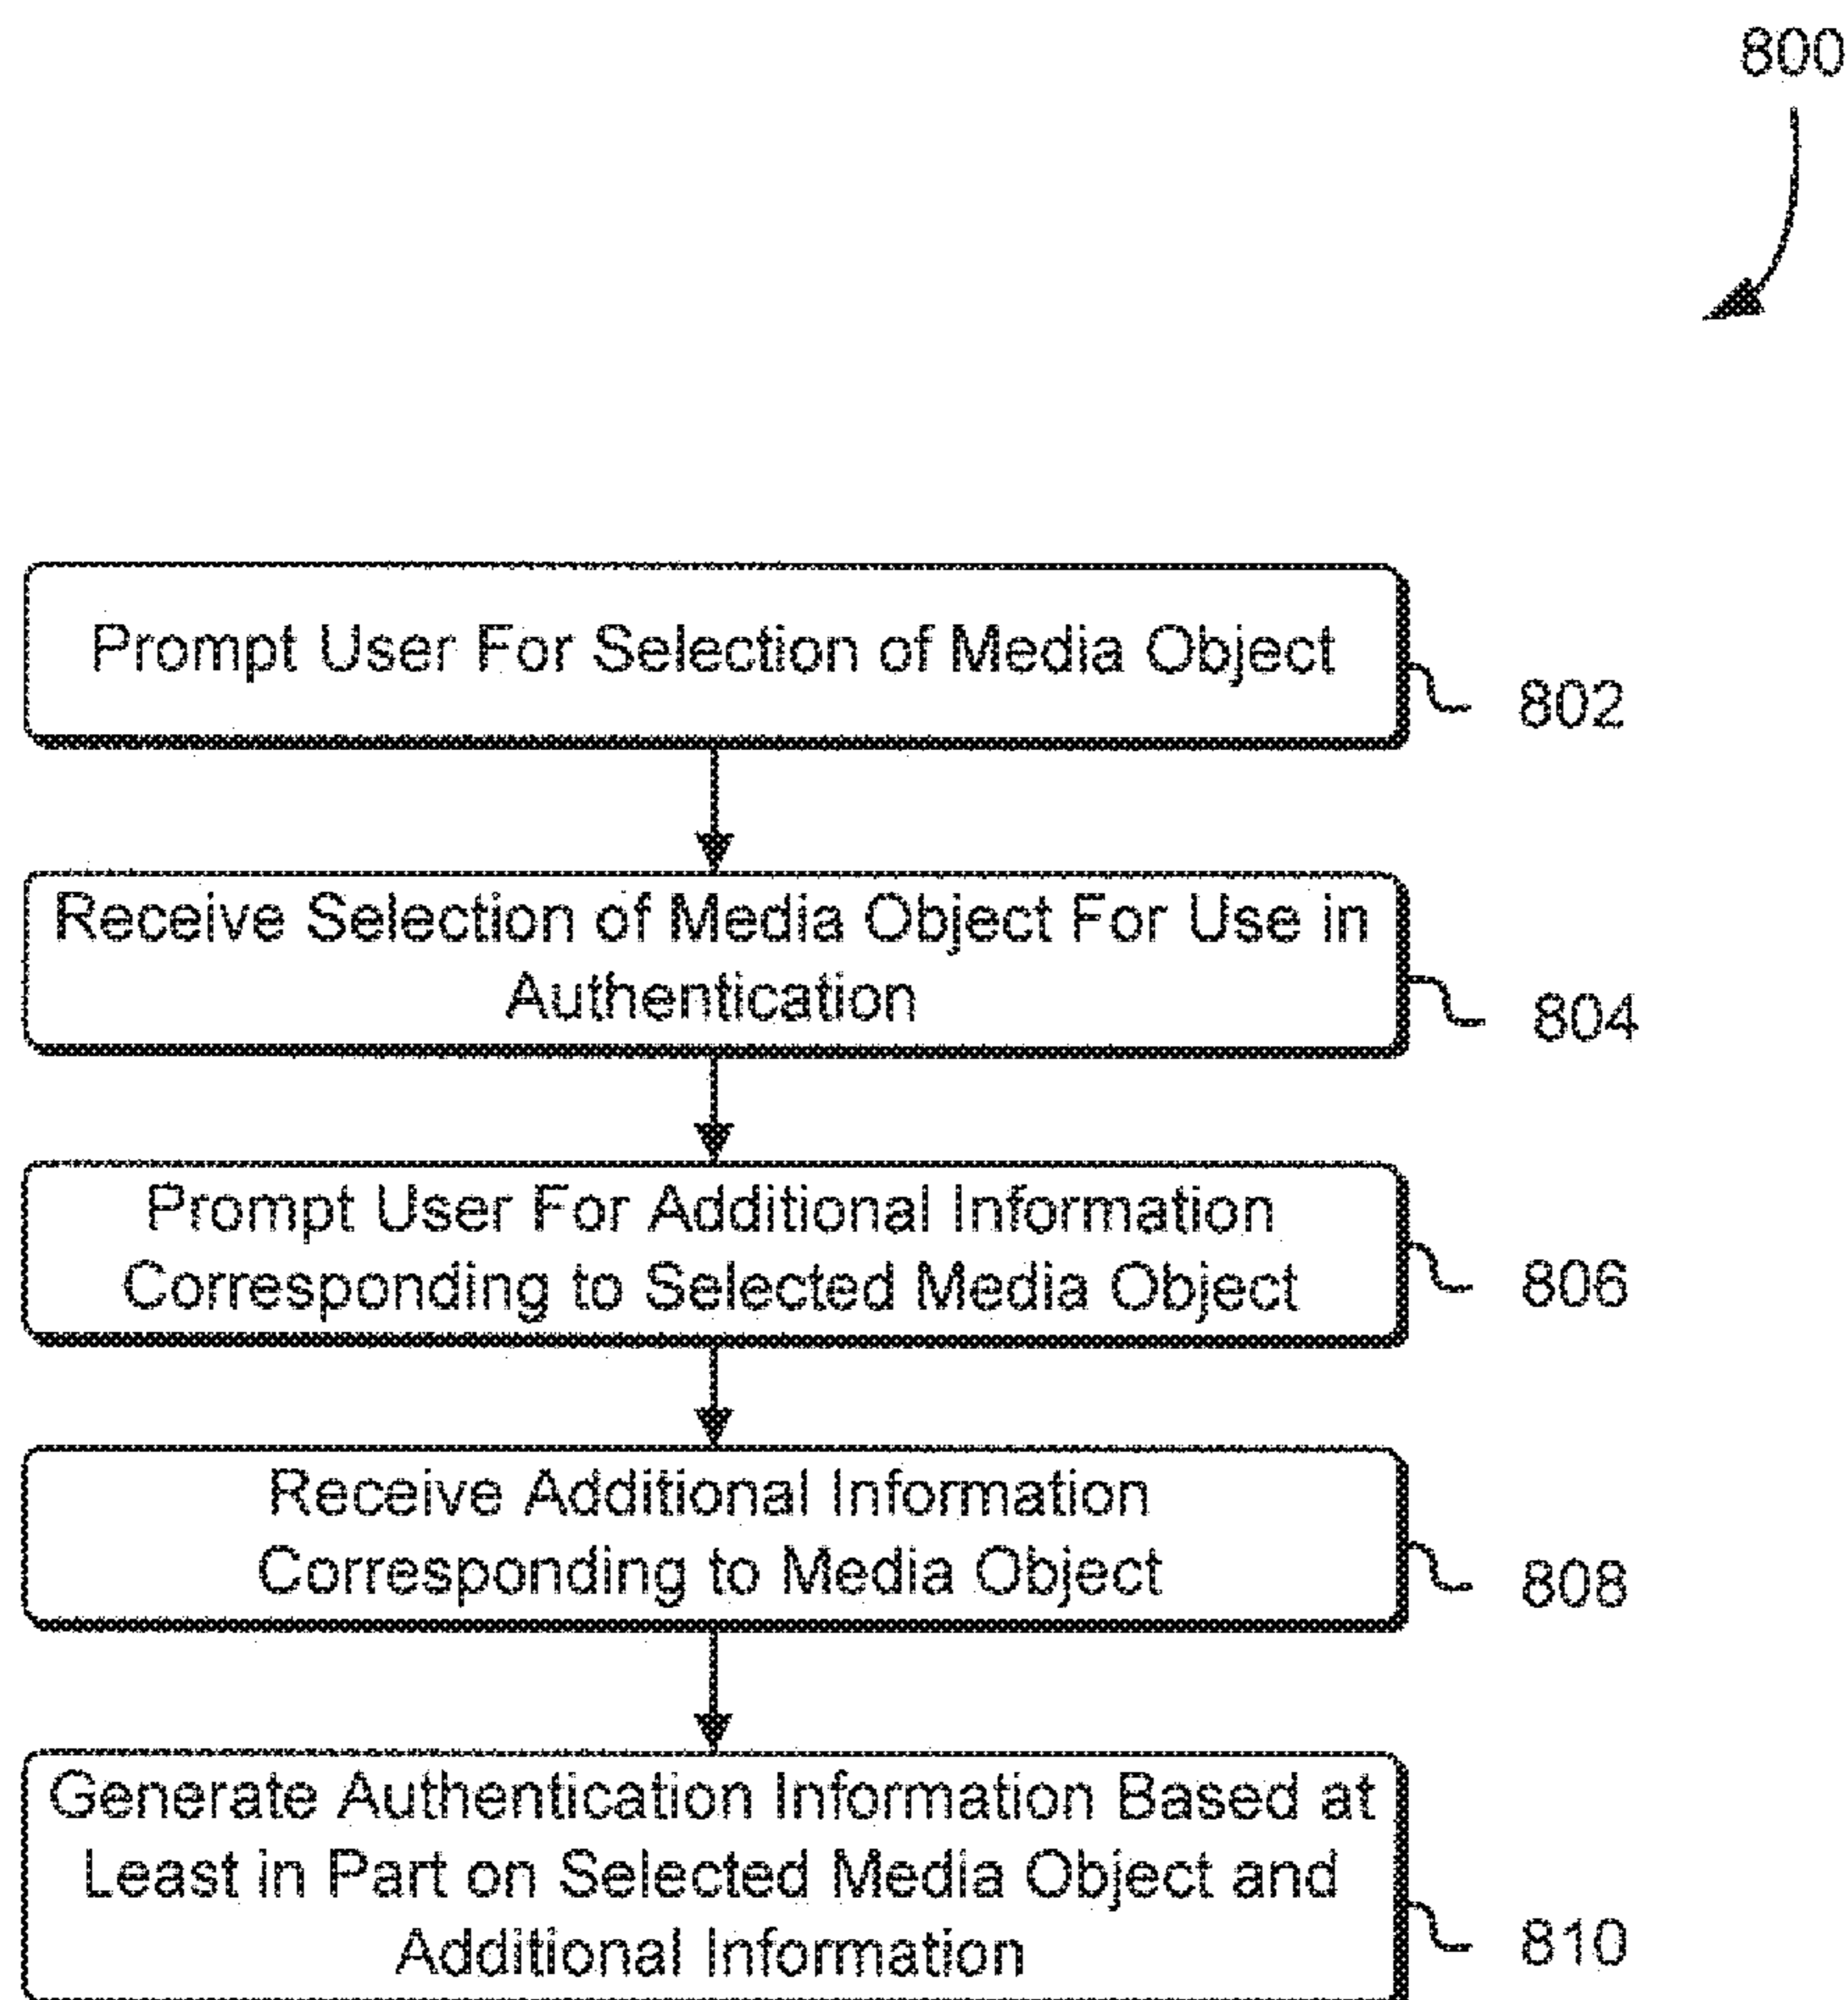 800
Prompt User For Selection of Media Object
802
Receive Selection of Media Object For Use in
Authentication
804
Prompt User For Additional Information
Corresponding to Selected Media Object
806
Receive Additional Information
Corresponding to Media Object
808
Generate Authentication Information Based at
Least in Part on Selected Media Object and
Additional Information
810